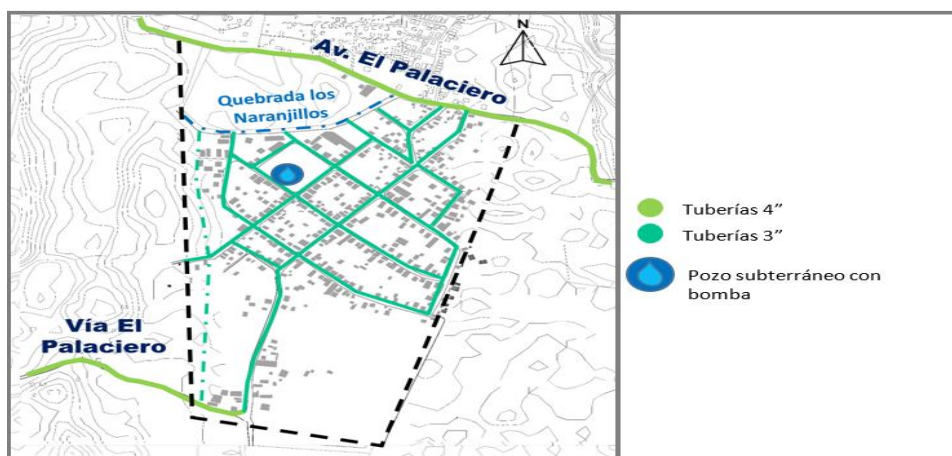 N
Av. El Palaciero
Quebrada los
Naranjillos
Vía El
Palaciero
Tuberías 4”
Tuberías 3”
Pozo subterráneo con
bomba